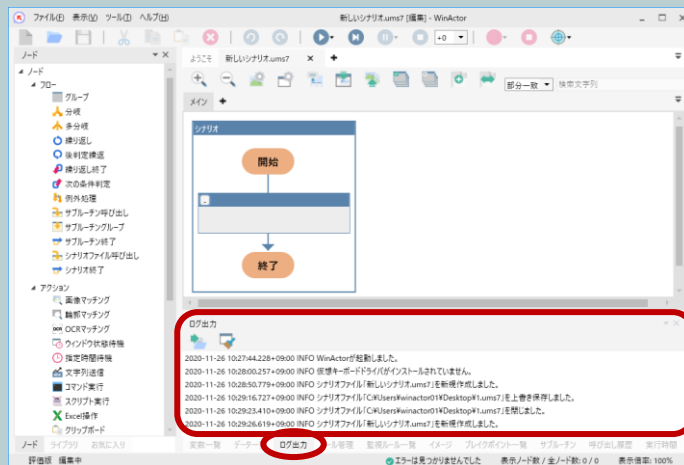 ファイル(F) 表示(V) ツール(T) ヘルプ(H)
新しいシナリオ.ums7 [編集] - WinActor
+0
ノード
ノード
フロー
グループ
分岐
多分岐
繰り返し
後判定繰返
繰り返し終了
次の条件判定
例外処理
サブルーチン呼び出し
サブルーチングループ
サブルーチン終了
シナリオファイル呼び出し
シナリオ終了
アクション
画像マッチング
輪郭マッチング
OCRマッチング
ウィンドウ状態待機
指定時間待機
文字列送信
コマンド実行
スクリプト実行
Excel操作
クリップボード
ノード ライブラリ お気に入り
ようこそ 新しいシナリオ.ums7
部分一致 検索文字列
メイン
シナリオ
開始
終了
ログ出力
2020-11-26 10:27:44.228+09:00 INFO WinActorが起動しました。
2020-11-26 10:28:00.257+09:00 INFO 仮想キーボードドライバがインストールされていません。
2020-11-26 10:28:50.779+09:00 INFO シナリオファイル「新しいシナリオ.ums7」を新規作成しました。
2020-11-26 10:29:16.727+09:00 INFO シナリオファイル「C:¥Users¥winactor01¥Desktop¥1.ums7」を上書き保存しました。
2020-11-26 10:29:23.410+09:00 INFO シナリオファイル「C:¥Users¥winactor01¥Desktop¥1.ums7」を閉じました。
2020-11-26 10:29:26.619+09:00 INFO シナリオファイル「新しいシナリオ.ums7」を新規作成しました。
変数一覧 データ ログ出力 ール管理 監視ルール一覧 イメージ ブレイクポイント一覧 サブルーチン 呼び出し履歴 実行時間
評価版 編集中
エラーは見つかりませんでした 表示ノード数 / 全ノード数: 0 / 0 表示倍率: 100%